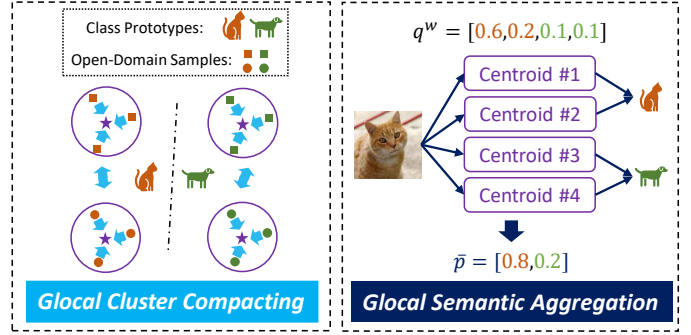 Class Prototypes:
Open-Domain Samples:
Glocal Cluster Compacting
q^w = [0.6,0.2,0.1,0.1]
Centroid #1
Centroid #2
Centroid #3
Centroid #4
p̄ = [0.8,0.2]
Glocal Semantic Aggregation